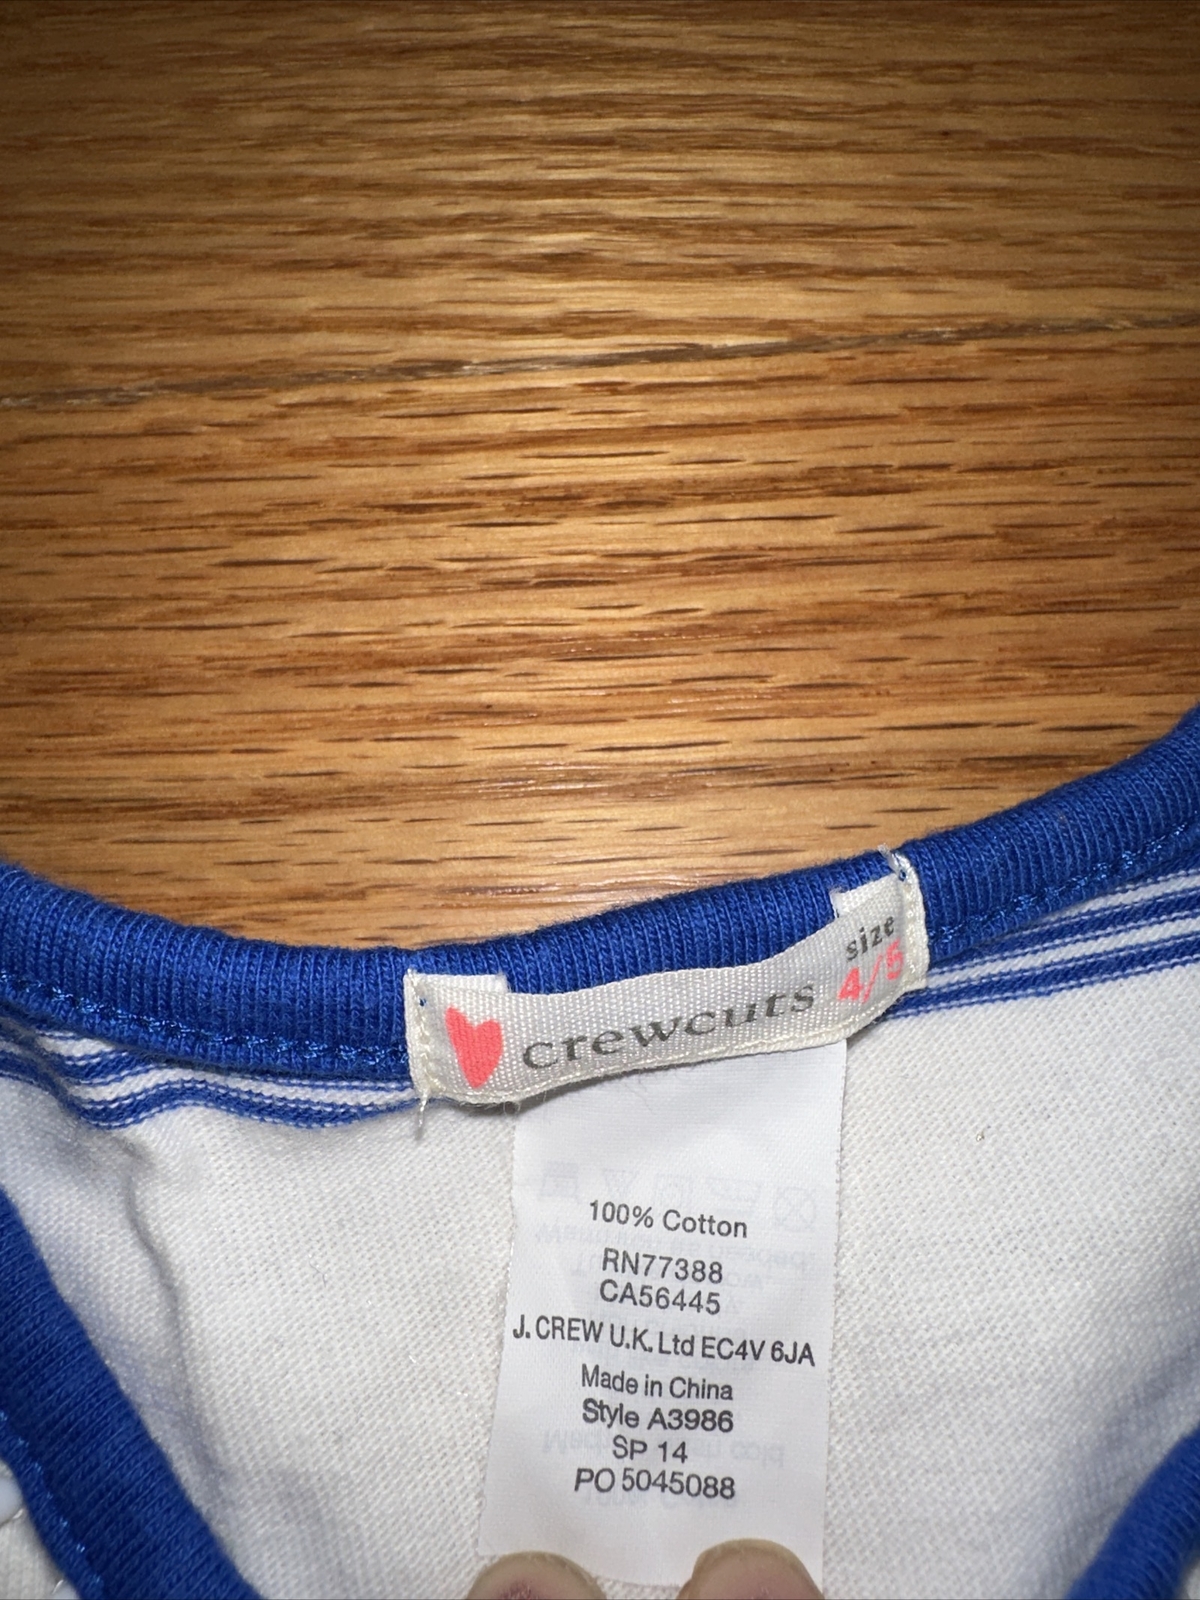 size
crewcuts 4/5
100% Cotton
RN77388
CA56445
J. CREW U.K. Ltd EC4V 6JA
Made in China
Style A3986
SP 14
PO 5045088